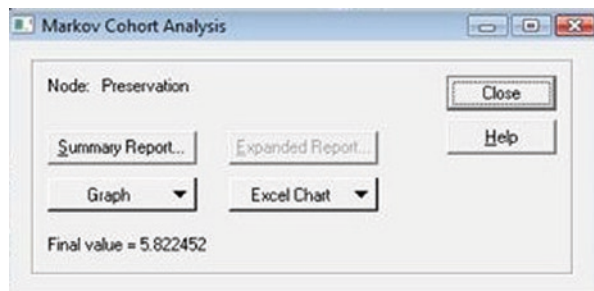 Markov Cohort Analysis
Node: Preservation
Close
Summary Report...
Expanded Report...
Help
Graph
Excel Chart
Final value = 5.822452